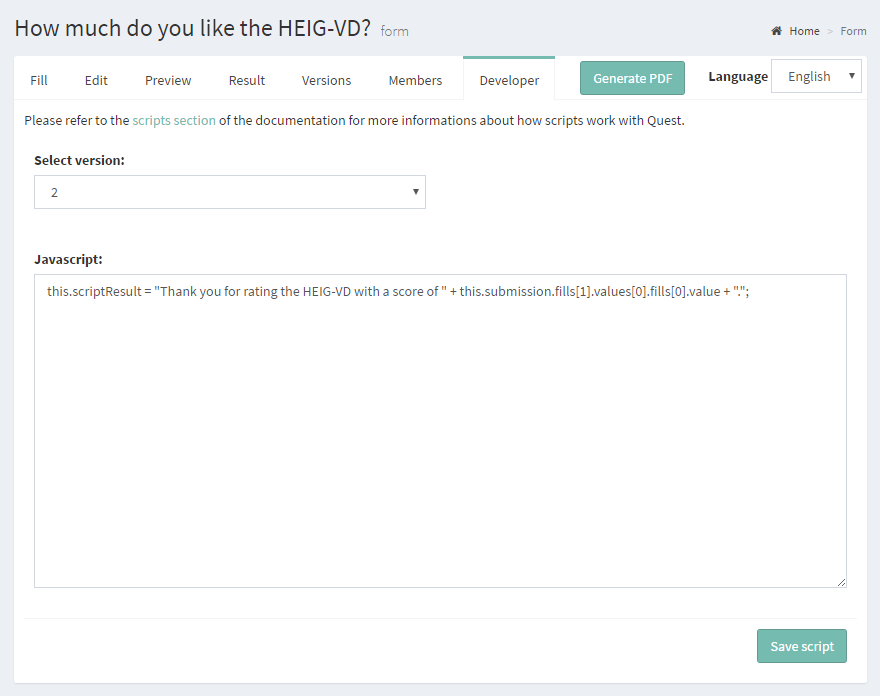 How much do you like the HEIG-VD? form
Home > Form
Fill Edit Preview Result Versions Members Developer Generate PDF Language English
Please refer to the scripts section of the documentation for more informations about how scripts work with Quest.
Select version:
2
Javascript:
this.scriptResult = "Thank you for rating the HEIG-VD with a score of " + this.submission.fills[1].values[0].fills[0].value + ".";
Save script